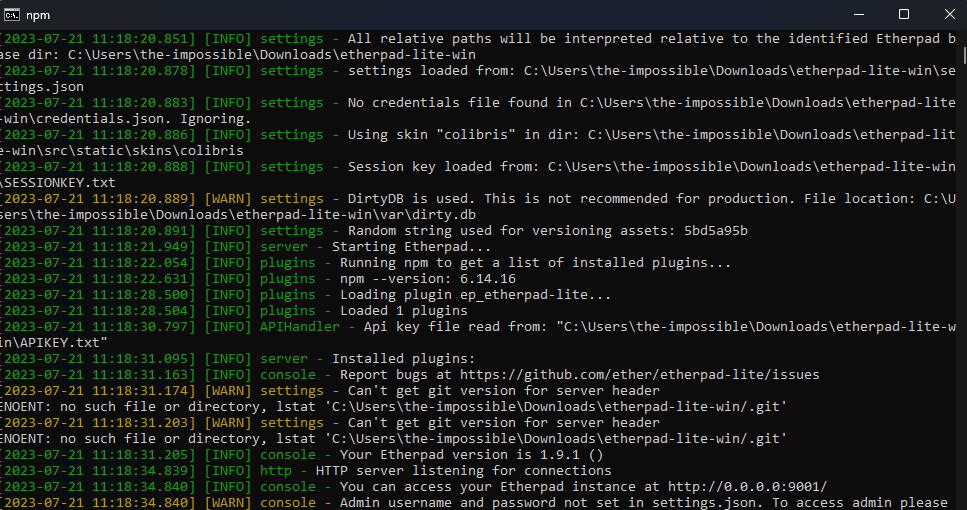 npm
[2023-07-21 11:18:20.851] [INFO] settings - All relative paths will be interpreted relative to the identified Etherpad b
ase dir: C:\Users\the-impossible\Downloads\etherpad-lite-win
[2023-07-21 11:18:20.878] [INFO] settings - settings loaded from: C:\Users\the-impossible\Downloads\etherpad-lite-win\se
ttings.json
[2023-07-21 11:18:20.883] [INFO] settings - No credentials file found in C:\Users\the-impossible\Downloads\etherpad-lite
-win\credentials.json. Ignoring.
[2023-07-21 11:18:20.886] [INFO] settings - Using skin "colibris" in dir: C:\Users\the-impossible\Downloads\etherpad-lit
e-win\src\static\skins\colibris
[2023-07-21 11:18:20.888] [INFO] settings - Session key loaded from: C:\Users\the-impossible\Downloads\etherpad-lite-win
\SESSIONKEY.txt
[2023-07-21 11:18:20.889] [WARN] settings - DirtyDB is used. This is not recommended for production. File location: C:\U
sers\the-impossible\Downloads\etherpad-lite-win\var\dirty.db
[2023-07-21 11:18:20.891] [INFO] settings - Random string used for versioning assets: 5bd5a95b
[2023-07-21 11:18:21.949] [INFO] server - Starting Etherpad...
[2023-07-21 11:18:22.054] [INFO] plugins - Running npm to get a list of installed plugins...
[2023-07-21 11:18:22.631] [INFO] plugins - npm --version: 6.14.16
[2023-07-21 11:18:28.500] [INFO] plugins - Loading plugin ep_etherpad-lite...
[2023-07-21 11:18:28.504] [INFO] plugins - Loaded 1 plugins
[2023-07-21 11:18:30.797] [INFO] APIHandler - Api key file read from: "C:\Users\the-impossible\Downloads\etherpad-lite-w
in\APIKEY.txt"
[2023-07-21 11:18:31.095] [INFO] server - Installed plugins:
[2023-07-21 11:18:31.163] [INFO] console - Report bugs at https://github.com/ether/etherpad-lite/issues
[2023-07-21 11:18:31.174] [WARN] settings - Can't get git version for server header
ENOENT: no such file or directory, lstat 'C:\Users\the-impossible\Downloads\etherpad-lite-win/.git'
[2023-07-21 11:18:31.203] [WARN] settings - Can't get git version for server header
ENOENT: no such file or directory, lstat 'C:\Users\the-impossible\Downloads\etherpad-lite-win/.git'
[2023-07-21 11:18:31.205] [INFO] console - Your Etherpad version is 1.9.1 ()
[2023-07-21 11:18:34.839] [INFO] http - HTTP server listening for connections
[2023-07-21 11:18:34.840] [INFO] console - You can access your Etherpad instance at http://0.0.0.0:9001/
[2023-07-21 11:18:34.840] [WARN] console - Admin username and password not set in settings.json. To access admin please